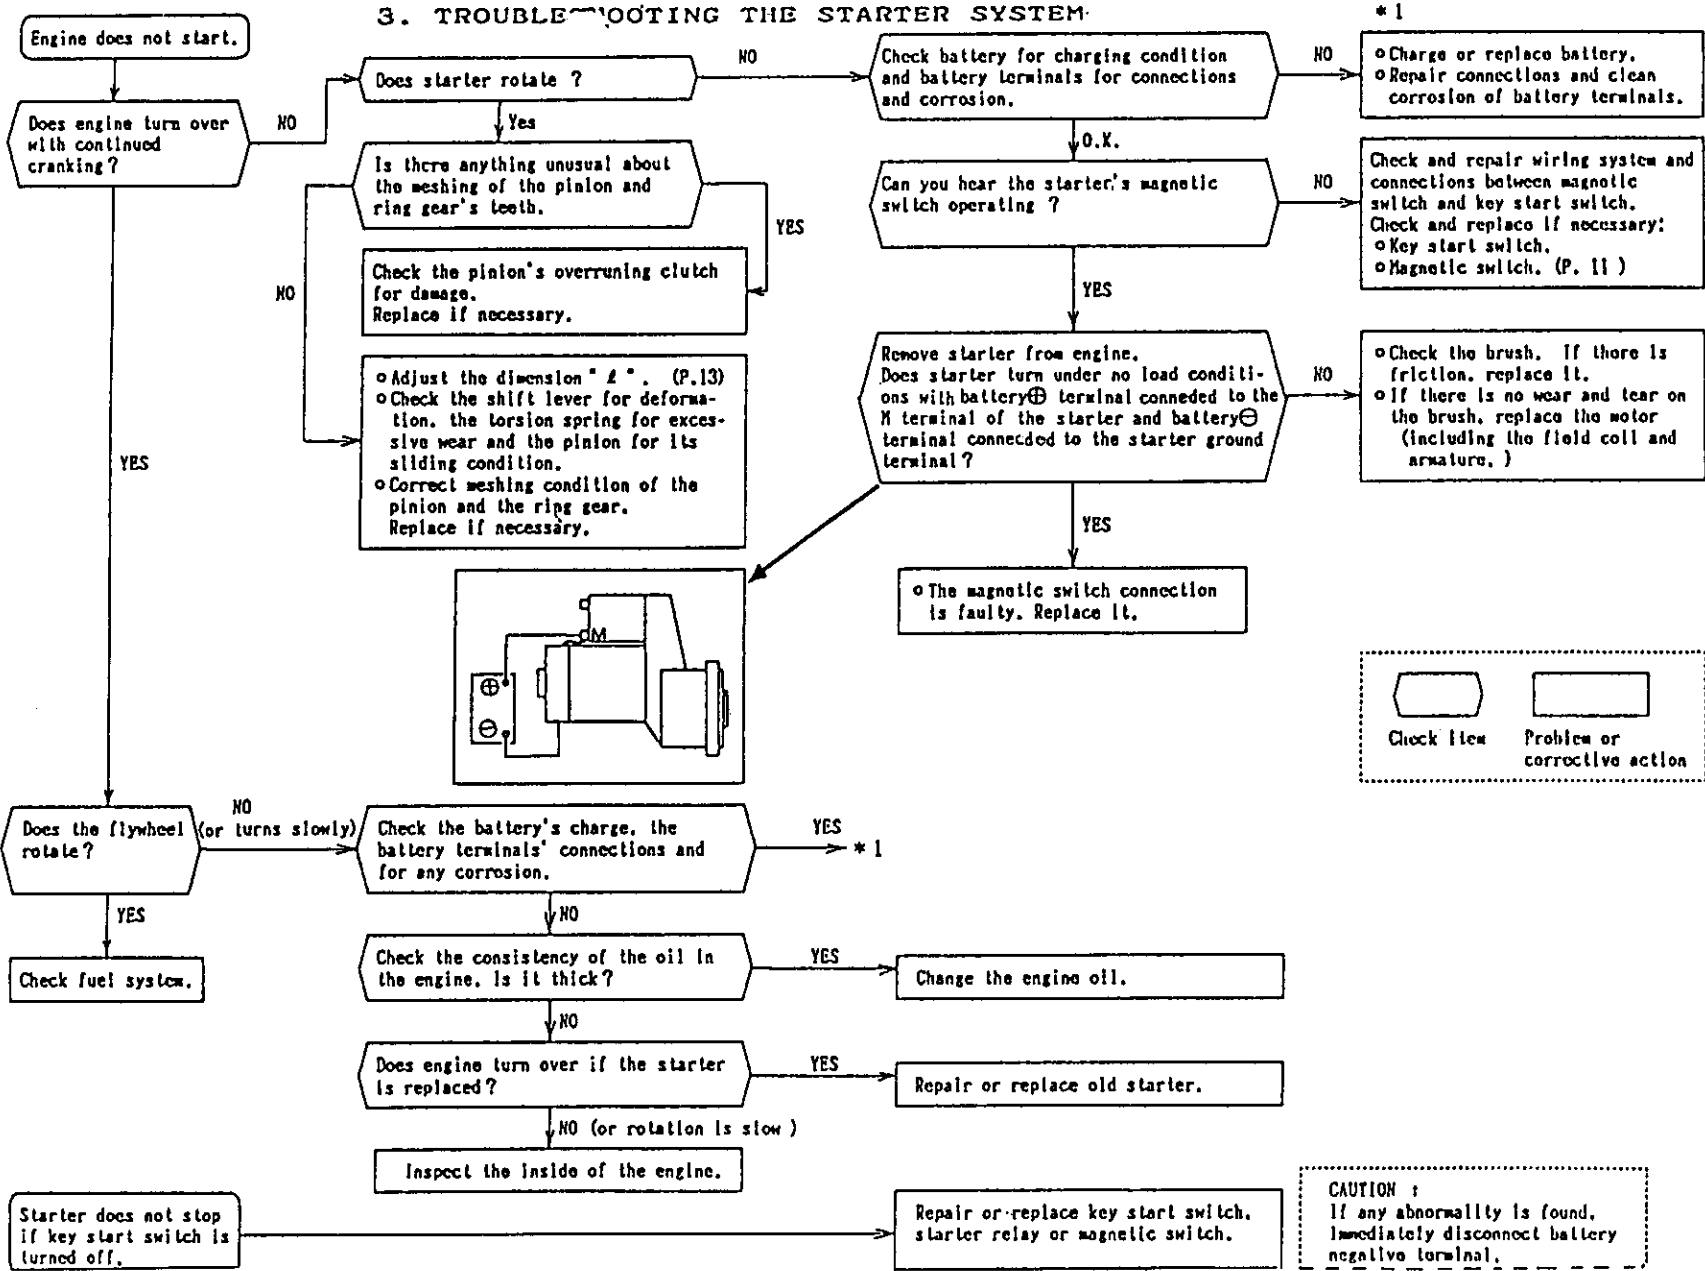 3. TROUBLE OOTING THE STARTER SYSTEM
Engine does not start.
Does engine turn over
with continued
cranking?
NO
Does starter rotate ?
NO
Check battery for charging condition
and battery terminals for connections
and corrosion.
NO
*1
○ Charge or replace battery.
○ Repair connections and clean
corrosion of battery terminals.
Yes
Is there anything unusual about
the meshing of the pinion and
ring gear's teeth.
YES
NO
Check the pinion's overruning clutch
for damage.
Replace if necessary.
○ Adjust the dimension "ℓ". (P.13)
○ Check the shift lever for deforma-
tion, the torsion spring for exces-
sive wear and the pinion for its
sliding condition.
○ Correct meshing condition of the
pinion and the ring gear.
Replace if necessary.
O.K.
Can you hear the starter's magnetic
switch operating ?
NO
Check and repair wiring system and
connections between magnetic
switch and key start switch.
Check and replace if necessary:
○ Key start switch.
○ Magnetic switch. (P. 11 )
YES
Remove starter from engine.
Does starter turn under no load conditi-
ons with battery⊕ terminal conneded to the
M terminal of the starter and battery⊖
terminal connecded to the starter ground
terminal?
NO
○ Check the brush. If there is
friction, replace it.
○ If there is no wear and tear on
the brush, replace the motor
(including the field coil and
armature. )
YES
○ The magnetic switch connection
is faulty. Replace it.
M
⊕
⊖
Check item
Problem or
corrective action
YES
Does the flywheel
rotate?
NO
(or turns slowly)
Check the battery's charge, the
battery terminals' connections and
for any corrosion.
YES
*1
YES
Check fuel system.
NO
Check the consistency of the oil in
the engine. Is it thick?
YES
Change the engine oil.
NO
Does engine turn over if the starter
is replaced?
YES
Repair or replace old starter.
NO (or rotation is slow )
Inspect the inside of the engine.
Starter does not stop
if key start switch is
turned off.
Repair or replace key start switch,
starter relay or magnetic switch.
CAUTION :
If any abnormality is found,
immediately disconnect battery
negative terminal.